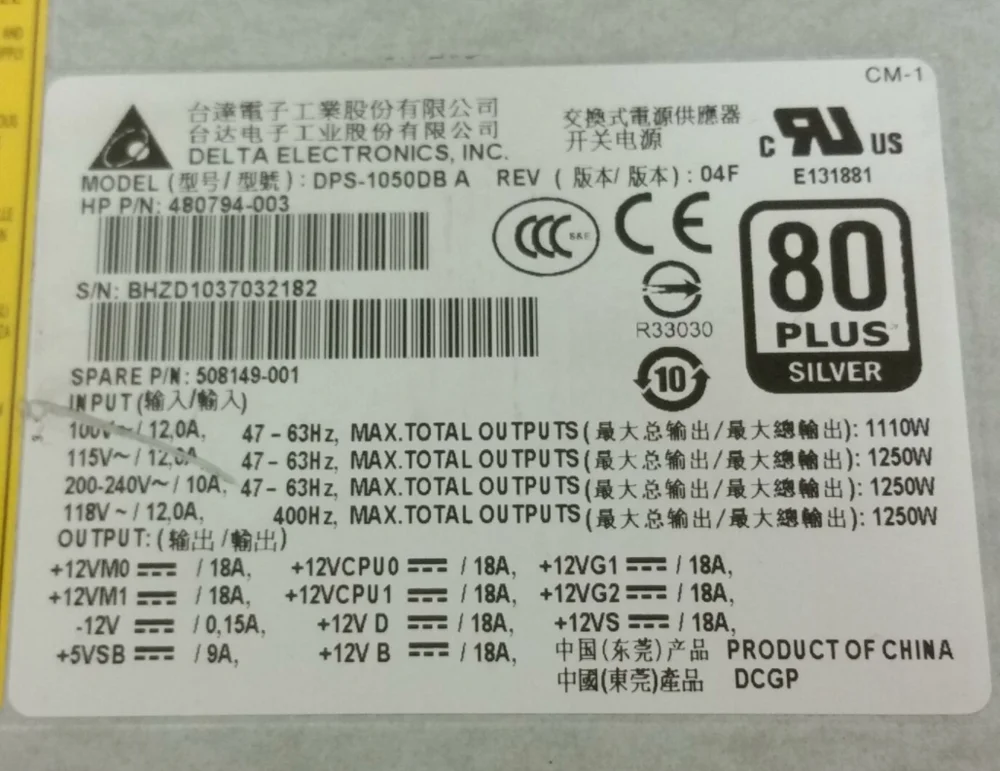 CM-1
台達電子工業股份有限公司
台达电子工业股份有限公司
DELTA ELECTRONICS, INC.
交換式電源供應器
开关电源
C RU US
E131881
MODEL (型号/型號): DPS-1050DB A REV (版本/版本): 04F
HP P/N: 480794-003
CCC S&E
CE
80
PLUS
SILVER
S/N: BHZD1037032182
R33030
10
SPARE P/N: 508149-001
INPUT (输入/輸入)
100V~/12,0A, 47-63Hz, MAX.TOTAL OUTPUTS(最大总输出/最大總輸出): 1110W
115V~/12,0A, 47-63Hz, MAX.TOTAL OUTPUTS(最大总输出/最大總輸出): 1250W
200-240V~/10A, 47-63Hz, MAX.TOTAL OUTPUTS(最大总输出/最大總輸出): 1250W
118V~/12,0A, 400Hz, MAX.TOTAL OUTPUTS(最大总输出/最大總輸出): 1250W
OUTPUT: (输出/輸出)
+12VM0 /18A, +12VCPU0 /18A, +12VG1 /18A,
+12VM1 /18A, +12VCPU1 /18A, +12VG2 /18A,
-12V /0,15A, +12V D /18A, +12VS /18A,
+5VSB /9A, +12V B /18A, 中国(东莞)产品 PRODUCT OF CHINA
中國(東莞)產品 DCGP